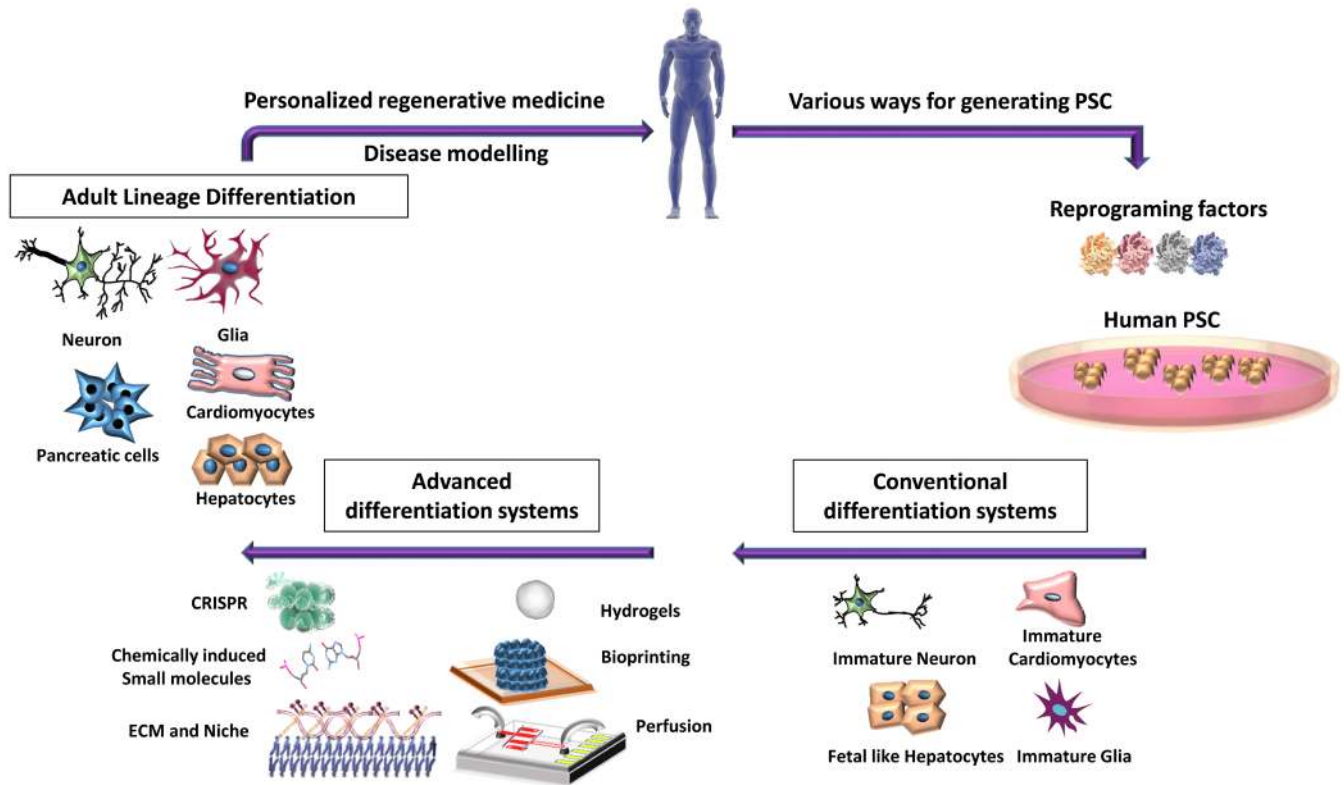 Personalized regenerative medicine
Disease modelling
Various ways for generating PSC
Adult Lineage Differentiation
Reprograming factors
Neuron
Glia
Human PSC
Cardiomyocytes
Pancreatic cells
Hepatocytes
Advanced
differentiation systems
Conventional
differentiation systems
CRISPR
Hydrogels
Chemically induced
Small molecules
Bioprinting
ECM and Niche
Perfusion
Immature Neuron
Immature
Cardiomyocytes
Fetal like Hepatocytes
Immature Glia